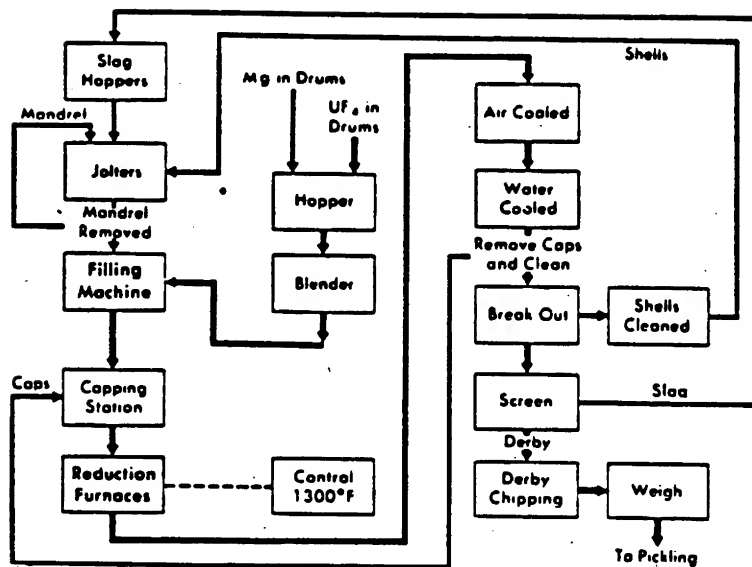 Slag
Hoppers
Mandrel
Jolters
Mandrel
Removed
Filling
Machine
Caps
Capping
Station
Reduction
Furnaces
Control
1300°F
Mg in Drums
UF4 in
Drums
Hopper
Blender
Shells
Air Cooled
Water
Cooled
Remove Caps
and Clean
Break Out
Shells
Cleaned
Screen
Slag
Derby
Derby
Chipping
Weigh
To Pickling